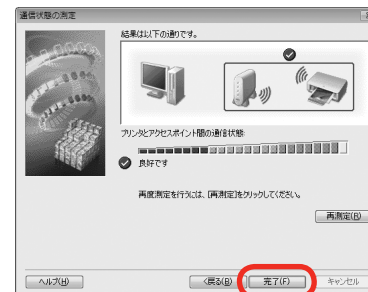 通信状態の測定
結果は以下の通りです。
プリンタとアクセスポイント間の通信状態:
良好です
再度測定を行うには、[再測定]をクリックしてください。
再測定(R)
ヘルプ(H)
<戻る(B)
完了(F)
キャンセル